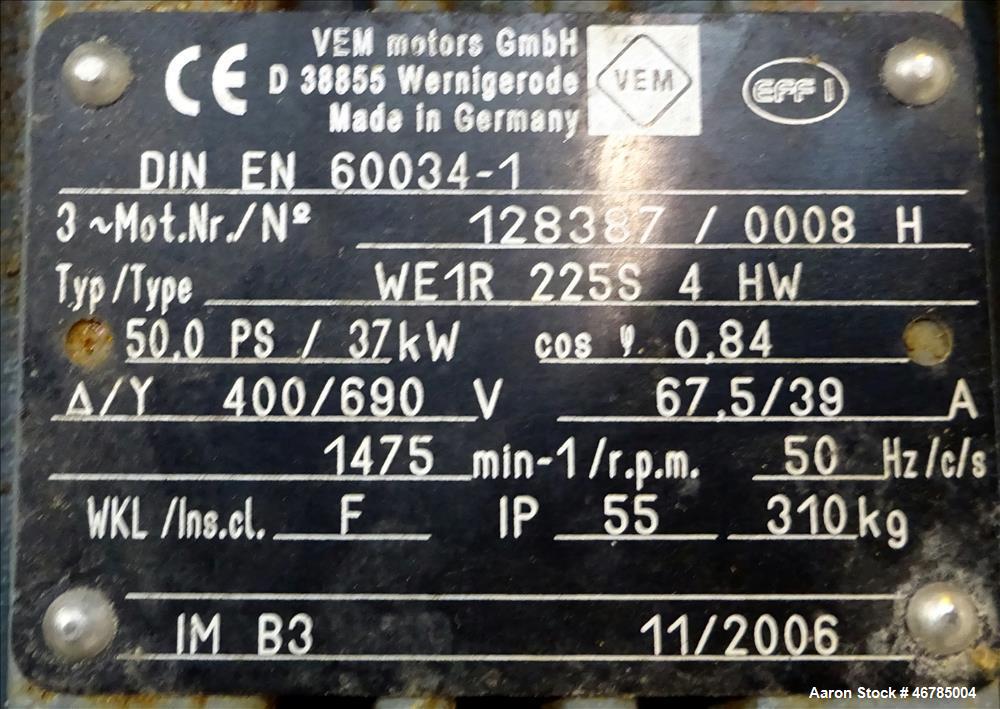 CE
VEM motors GmbH
D 38855 Wernigerode
Made in Germany
VEM
EFF 1
DIN EN 60034-1
3 ~Mot.Nr./Nº 128387 / 0008 H
Typ/Type WE1R 225S 4 HW
50,0 PS / 37kW cos φ 0,84
Δ/Y 400/690 V 67,5/39 A
1475 min-1/r.p.m. 50 Hz/c/s
WKL/Ins.cl. F IP 55 310kg
IM B3 11/2006
Aaron Stock # 46785004